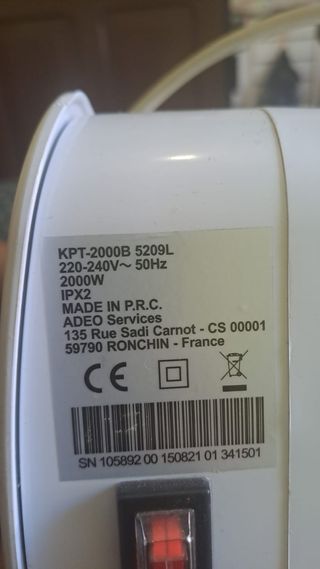 KPT-2000B 5209L
220-240V~ 50Hz
2000W
IPX2
MADE IN P.R.C.
ADEO Services
135 Rue Sadi Carnot - CS 00001
59790 RONCHIN - France
CE
SN 105892 00 150821 01 341501